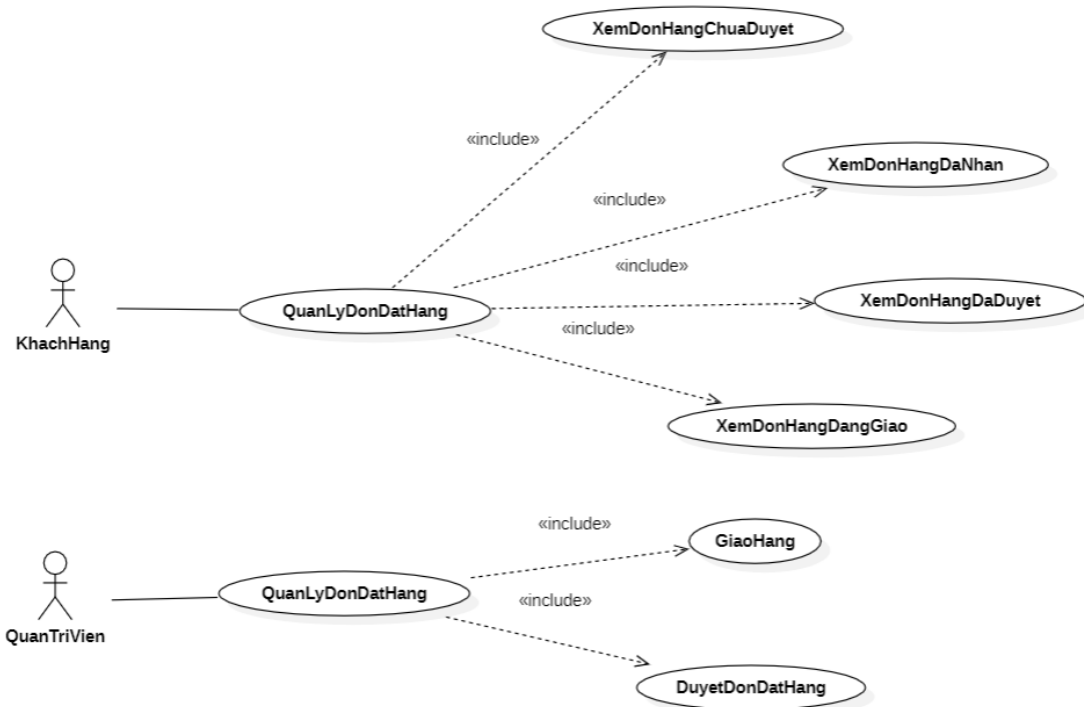 XemDonHangChuaDuyet
«include»
XemDonHangDaNhan
«include»
«include»
XemDonHangDaDuyet
QuanLyDonDatHang
«include»
KhachHang
XemDonHangDangGiao
«include»
GiaoHang
QuanLyDonDatHang
«include»
QuanTriVien
DuyetDonDatHang